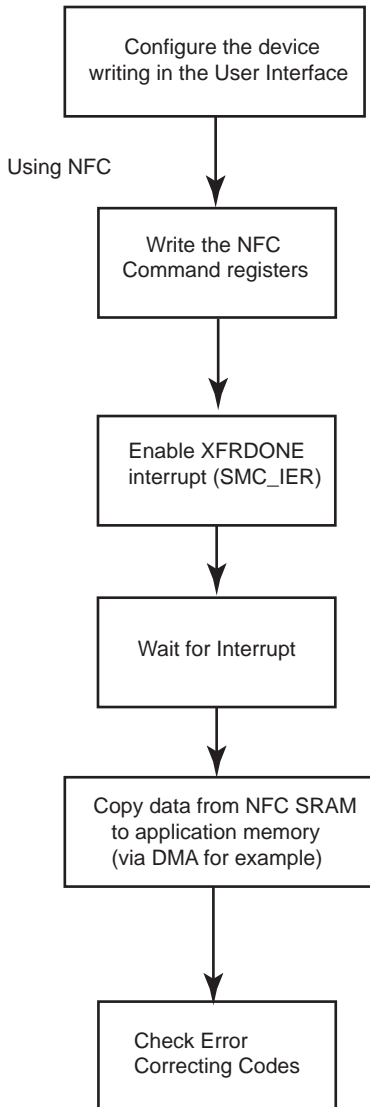 Configure the device
writing in the User Interface
Using NFC
Write the NFC
Command registers
Enable XFRDONE
interrupt (SMC_IER)
Wait for Interrupt
Copy data from NFC SRAM
to application memory
(via DMA for example)
Check Error
Correcting Codes